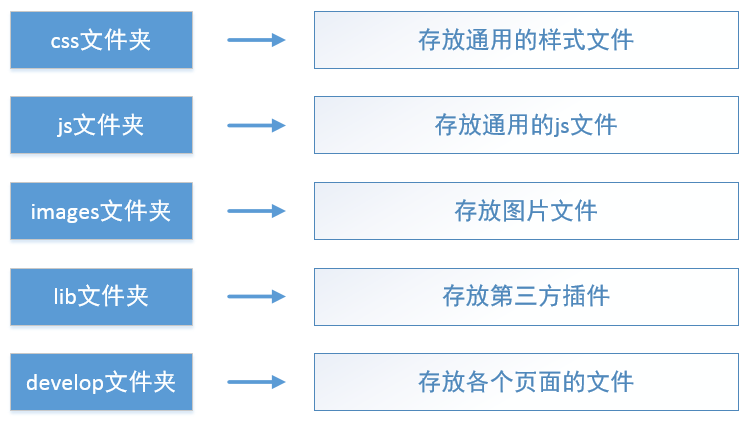 css文件夹
存放通用的样式文件
js文件夹
存放通用的js文件
images文件夹
存放图片文件
lib文件夹
存放第三方插件
develop文件夹
存放各个页面的文件